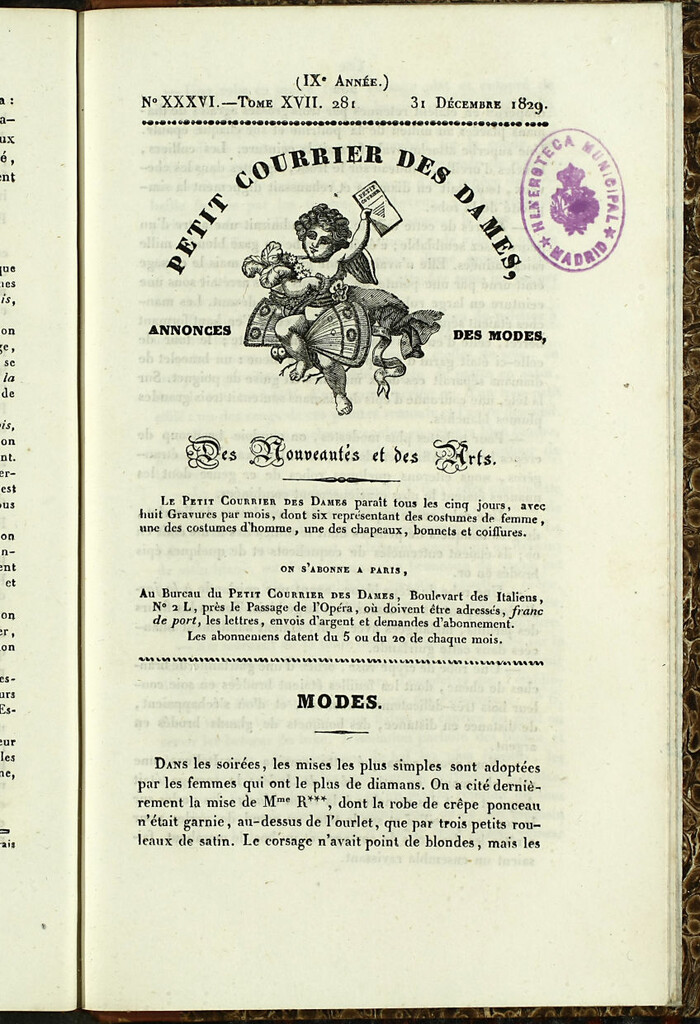 (IXe ANNÉE.)
No XXXVI.—TOME XVII. 281 31 DÉCEMBRE 1829.
PETIT COURRIER DES DAMES,
HEMEROTECA MUNICIPAL
★ MADRID ★
ANNONCES DES MODES,
Des Nouveautés et des Arts.
LE PETIT COURRIER DES DAMES paraît tous les cinq jours, avec
huit Gravures par mois, dont six représentant des costumes de femme,
une des costumes d'homme, une des chapeaux, bonnets et coiffures.
ON S'ABONNE A PARIS,
Au Bureau du PETIT COURRIER DES DAMES, Boulevart des Italiens,
No 2 L, près le Passage de l'Opéra, où doivent être adressés, franc
de port, les lettres, envois d'argent et demandes d'abonnement.
Les abonnemens datent du 5 ou du 20 de chaque mois.
MODES.
DANS les soirées, les mises les plus simples sont adoptées
par les femmes qui ont le plus de diamans. On a cité derniè-
rement la mise de Mme R***, dont la robe de crêpe ponceau
n'était garnie, au-dessus de l'ourlet, que par trois petits rou-
leaux de satin. Le corsage n'avait point de blondes, mais les